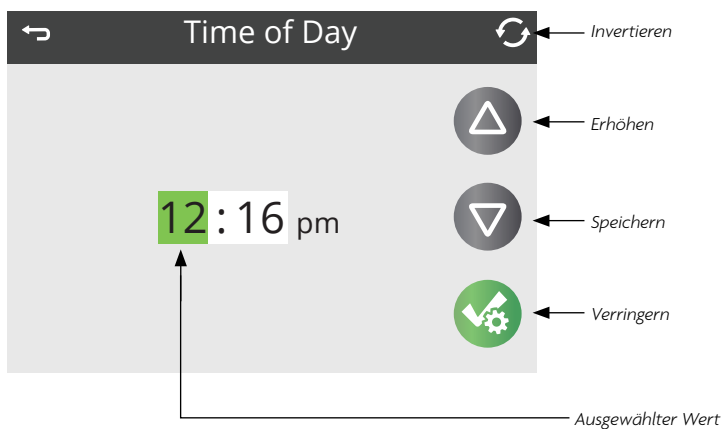 Time of Day
Invertieren
Erhöhen
12 : 16 pm
Speichern
Verringern
Ausgewählter Wert